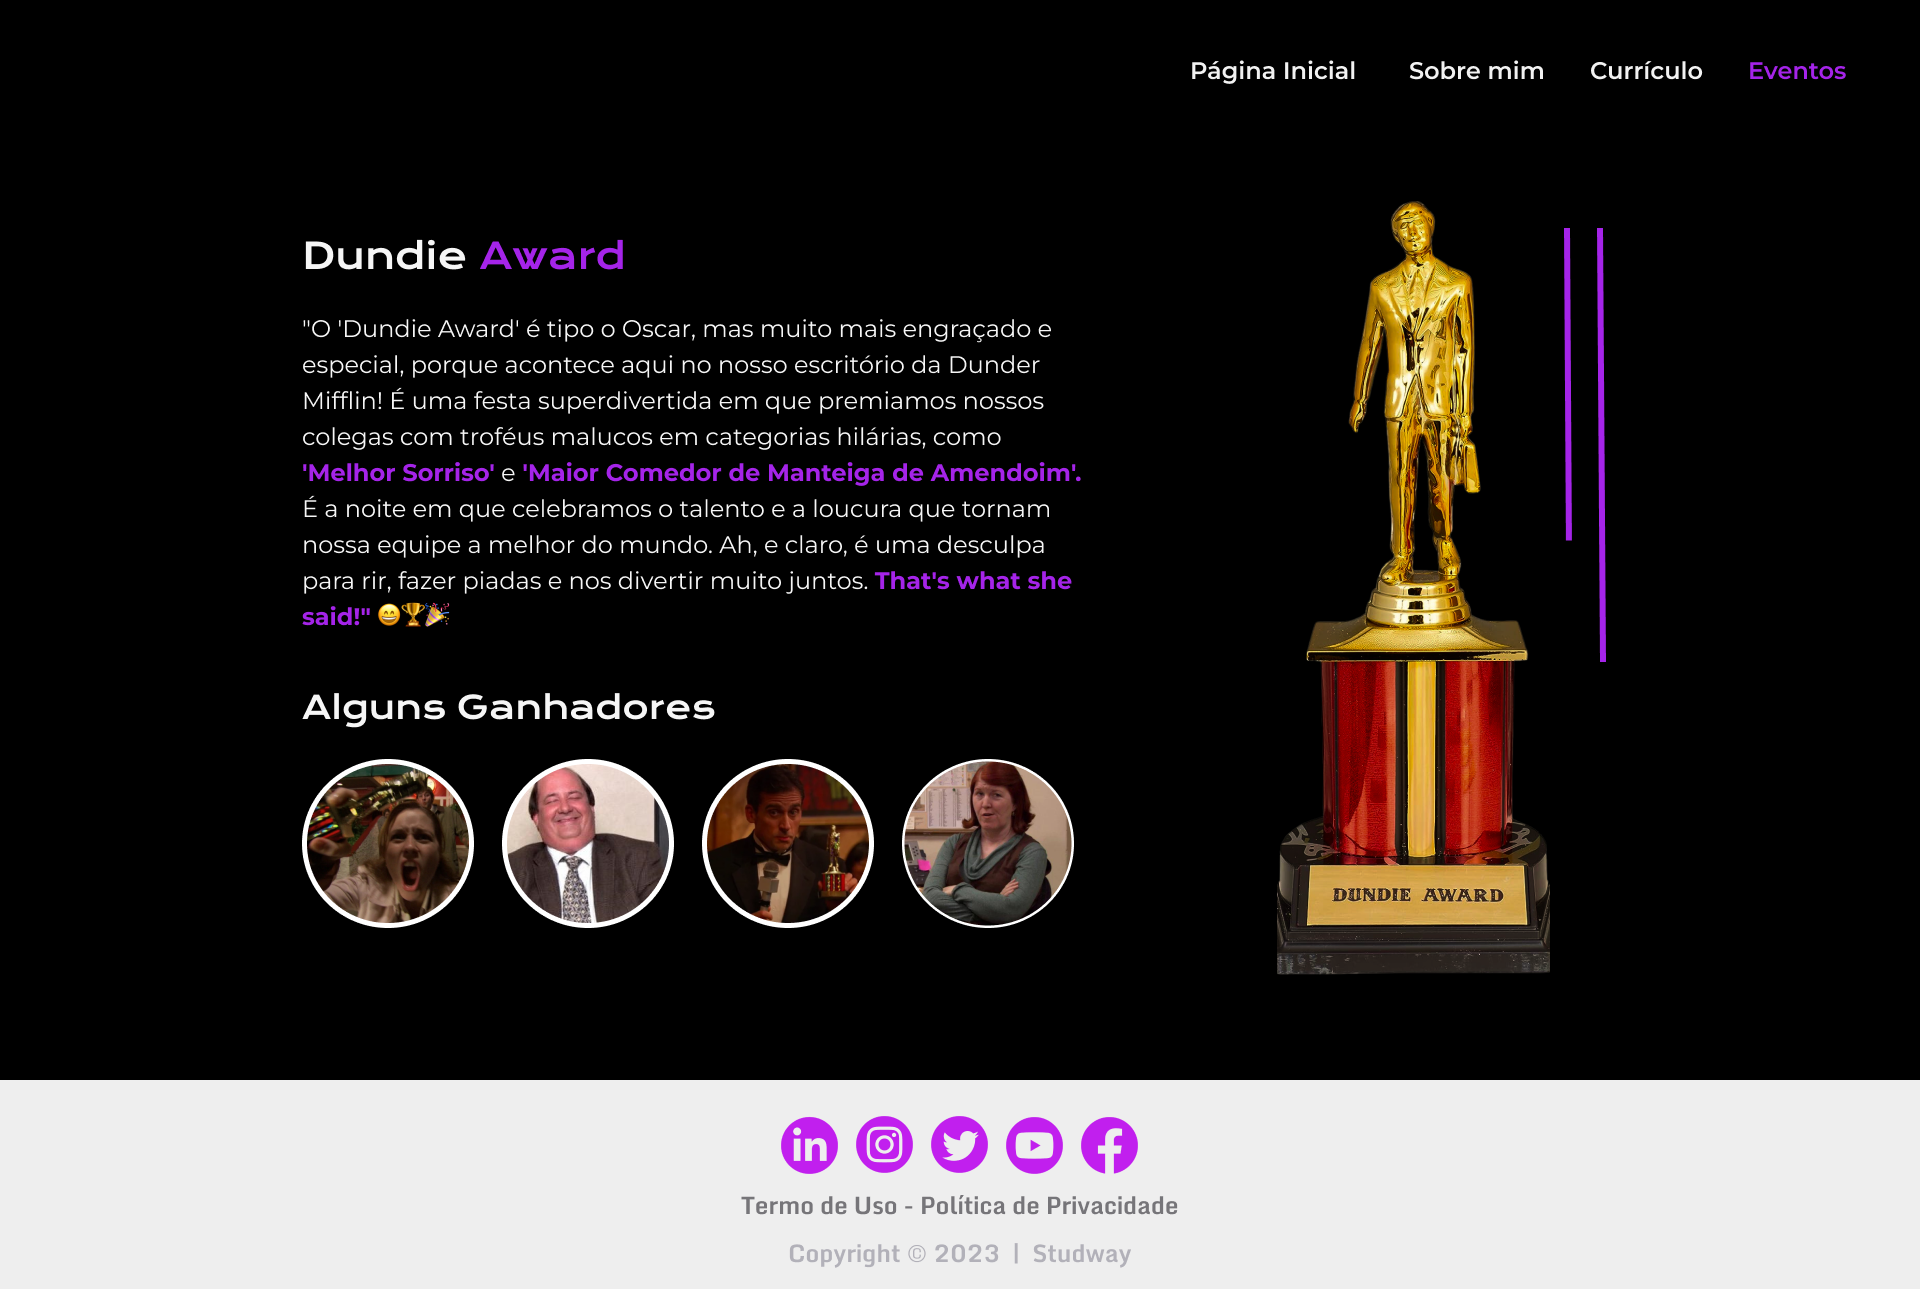 Página Inicial Sobre mim Currículo Eventos
Dundie Award
"O 'Dundie Award' é tipo o Oscar, mas muito mais engraçado e
especial, porque acontece aqui no nosso escritório da Dunder
Mifflin! É uma festa superdivertida em que premiamos nossos
colegas com troféus malucos em categorias hilárias, como
'Melhor Sorriso' e 'Maior Comedor de Manteiga de Amendoim'.
É a noite em que celebramos o talento e a loucura que tornam
nossa equipe a melhor do mundo. Ah, e claro, é uma desculpa
para rir, fazer piadas e nos divertir muito juntos. That's what she
said!" 😄🏆🎉
Alguns Ganhadores
DUNDIE AWARD
Termo de Uso - Política de Privacidade
Copyright © 2023 | Studway